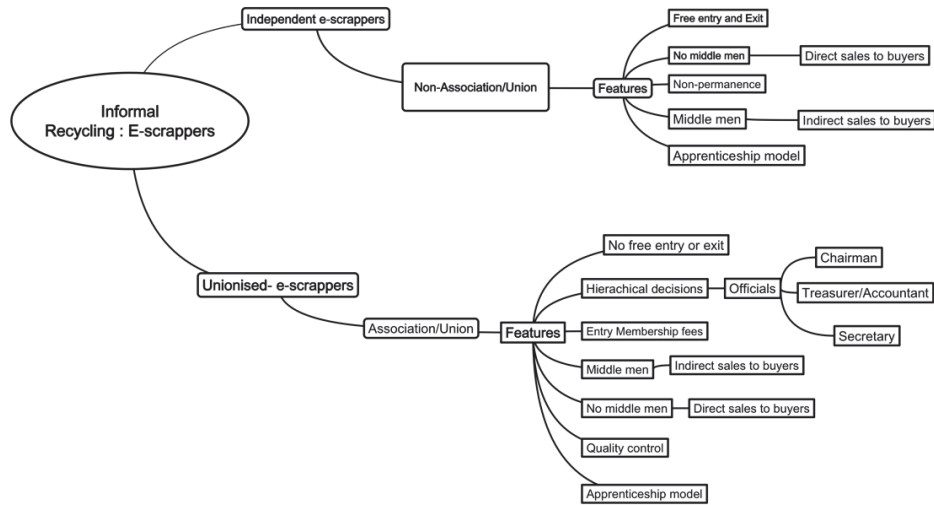 Informal
Recycling : E-scrappers
Independent e-scrappers
Non-Association/Union
Features
Free entry and Exit
No middle men
Direct sales to buyers
Non-permanence
Middle men
Indirect sales to buyers
Apprenticeship model
Unionised- e-scrappers
Association/Union
Features
No free entry or exit
Hierachical decisions
Officials
Chairman
Treasurer/Accountant
Secretary
Entry Membership fees
Middle men
Indirect sales to buyers
No middle men
Direct sales to buyers
Quality control
Apprenticeship model